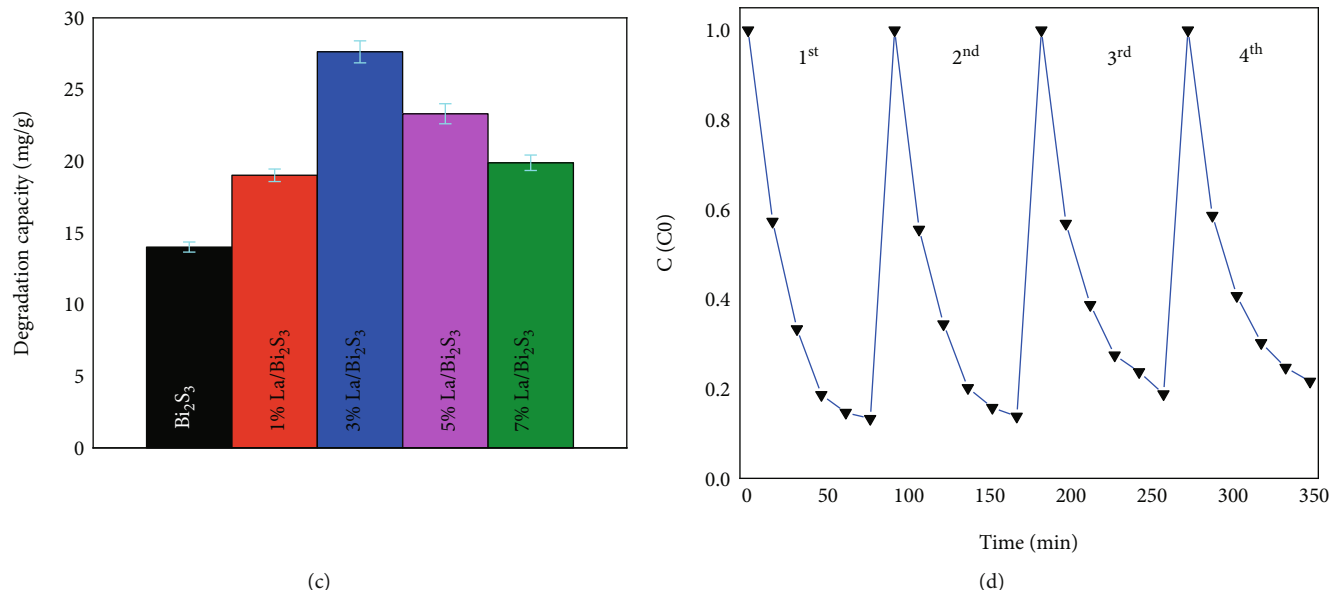 30
25
20
15
10
5
0
Degradation capacity (mg/g)
Bi₂S₃
1% La/Bi₂S₃
3% La/Bi₂S₃
5% La/Bi₂S₃
7% La/Bi₂S₃
(c)
1.0
0.8
0.6
0.4
0.2
0.0
C (C0)
1ˢᵗ
2ⁿᵈ
3ʳᵈ
4ᵗʰ
0 50 100 150 200 250 300 350
Time (min)
(d)